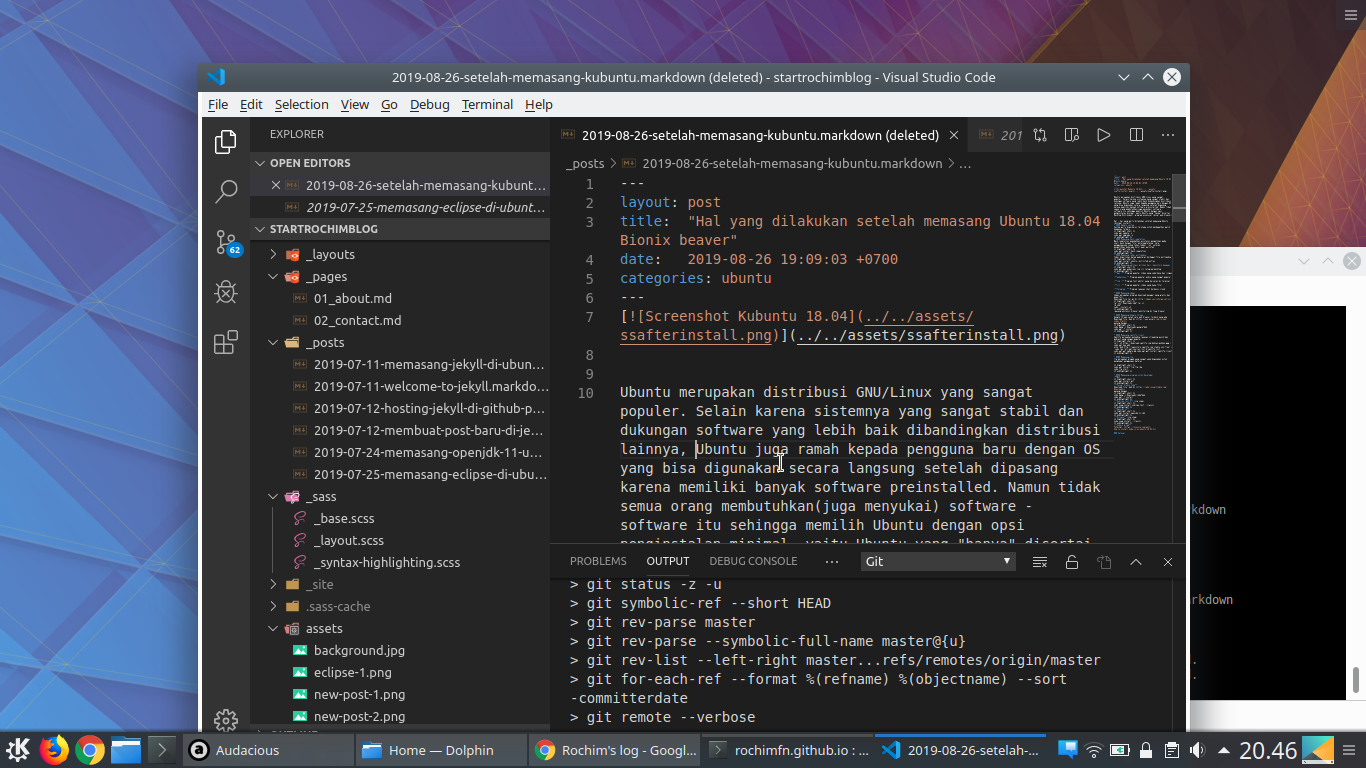 2019-08-26-setelah-memasang-kubuntu.markdown (deleted) - startrochimblog - Visual Studio Code
File Edit Selection View Go Debug Terminal Help
EXPLORER
OPEN EDITORS
2019-08-26-setelah-memasang-kubunt...
2019-07-25-memasang-eclipse-di-ubunt...
STARTROCHIMBLOG
_layouts
_pages
01_about.md
02_contact.md
_posts
2019-07-11-memasang-jekyll-di-ubun...
2019-07-11-welcome-to-jekyll.markdo...
2019-07-12-hosting-jekyll-di-github-p...
2019-07-12-membuat-post-baru-di-je...
2019-07-24-memasang-openjdk-11-u...
2019-07-25-memasang-eclipse-di-ubu...
_sass
_base.scss
_layout.scss
_syntax-highlighting.scss
_site
.sass-cache
assets
background.jpg
eclipse-1.png
new-post-1.png
new-post-2.png
62
2019-08-26-setelah-memasang-kubuntu.markdown (deleted)
201
_posts > 2019-08-26-setelah-memasang-kubuntu.markdown > ...
1 ---
2 layout: post
3 title: "Hal yang dilakukan setelah memasang Ubuntu 18.04
Bionix beaver"
4 date: 2019-08-26 19:09:03 +0700
5 categories: ubuntu
6 ---
7 [![Screenshot Kubuntu 18.04](../../assets/
ssafterinstall.png)](../../assets/ssafterinstall.png)
8
9
10 Ubuntu merupakan distribusi GNU/Linux yang sangat
populer. Selain karena sistemnya yang sangat stabil dan
dukungan software yang lebih baik dibandingkan distribusi
lainnya, Ubuntu juga ramah kepada pengguna baru dengan OS
yang bisa digunakan secara langsung setelah dipasang
karena memiliki banyak software preinstalled. Namun tidak
semua orang membutuhkan(juga menyukai) software -
software itu sehingga memilih Ubuntu dengan opsi
penginstalan minimal, yaitu Ubuntu yang "hanya" disertai
PROBLEMS OUTPUT DEBUG CONSOLE ... Git
> git status -z -u
> git symbolic-ref --short HEAD
> git rev-parse master
> git rev-parse --symbolic-full-name master@{u}
> git rev-list --left-right master...refs/remotes/origin/master
> git for-each-ref --format %(refname) %(objectname) --sort
-committerdate
> git remote --verbose
kdown
rkdown
Audacious
Home — Dolphin
Rochim's log - Googl...
rochimfn.github.io : ...
2019-08-26-setelah-...
20.46